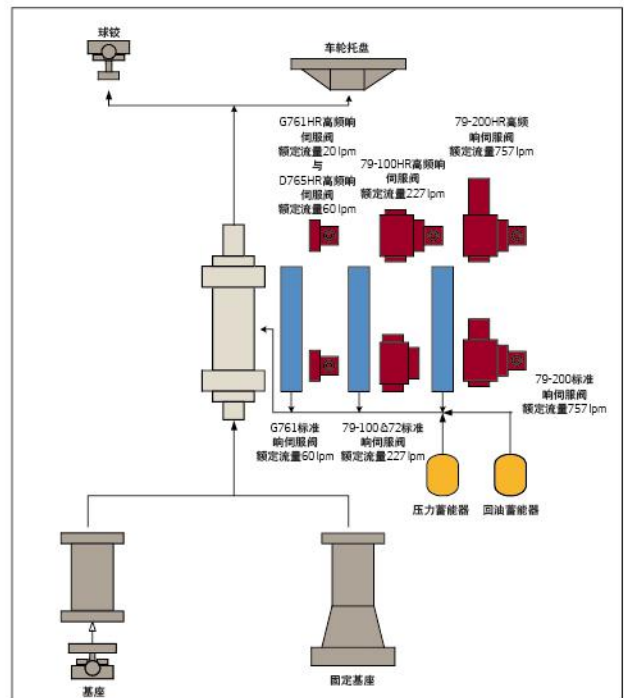 球铰
车轮托盘
G761HR高频响
伺服阀
额定流量20 lpm
与
D765HR高频响
伺服阀
额定流量60 lpm
79-100HR高频响
伺服阀
额定流量227 lpm
79-200HR高频
响伺服阀
额定流量757 lpm
79-200标准
响伺服阀
额定流量757 lpm
G761标准
响伺服阀
额定流量60 lpm
79-100&72标准
响伺服阀
额定流量227 lpm
压力蓄能器
回油蓄能器
基座
固定基座